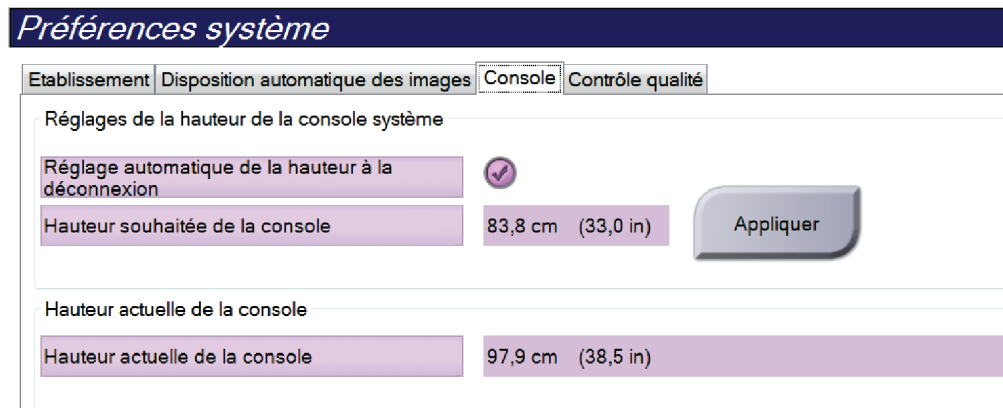 Préférences système
Etablissement Disposition automatique des images Console Contrôle qualité
Réglages de la hauteur de la console système
Réglage automatique de la hauteur à la
déconnexion
Hauteur souhaitée de la console 83,8 cm (33,0 in) Appliquer
Hauteur actuelle de la console
Hauteur actuelle de la console 97,9 cm (38,5 in)